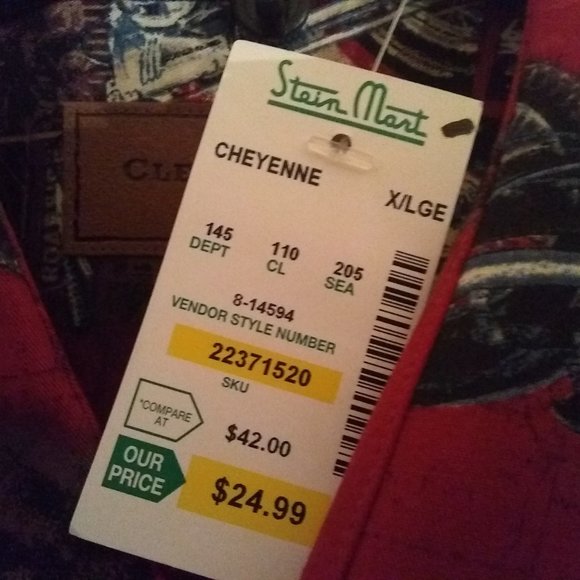 Stein Mart
CHEYENNE
X/LGE
145 110 205
DEPT CL SEA
8-14594
VENDOR STYLE NUMBER
22371520
SKU
*COMPARE
AT
$42.00
OUR
PRICE
$24.99